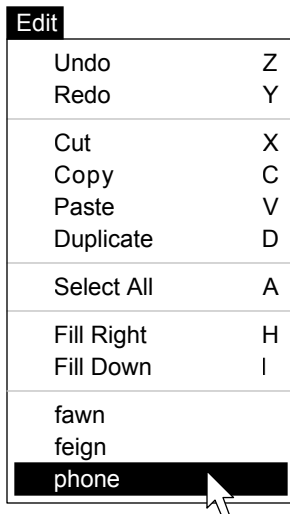 Edit
Undo Z
Redo Y
Cut X
Copy C
Paste V
Duplicate D
Select All A
Fill Right H
Fill Down I
fawn
feign
phone